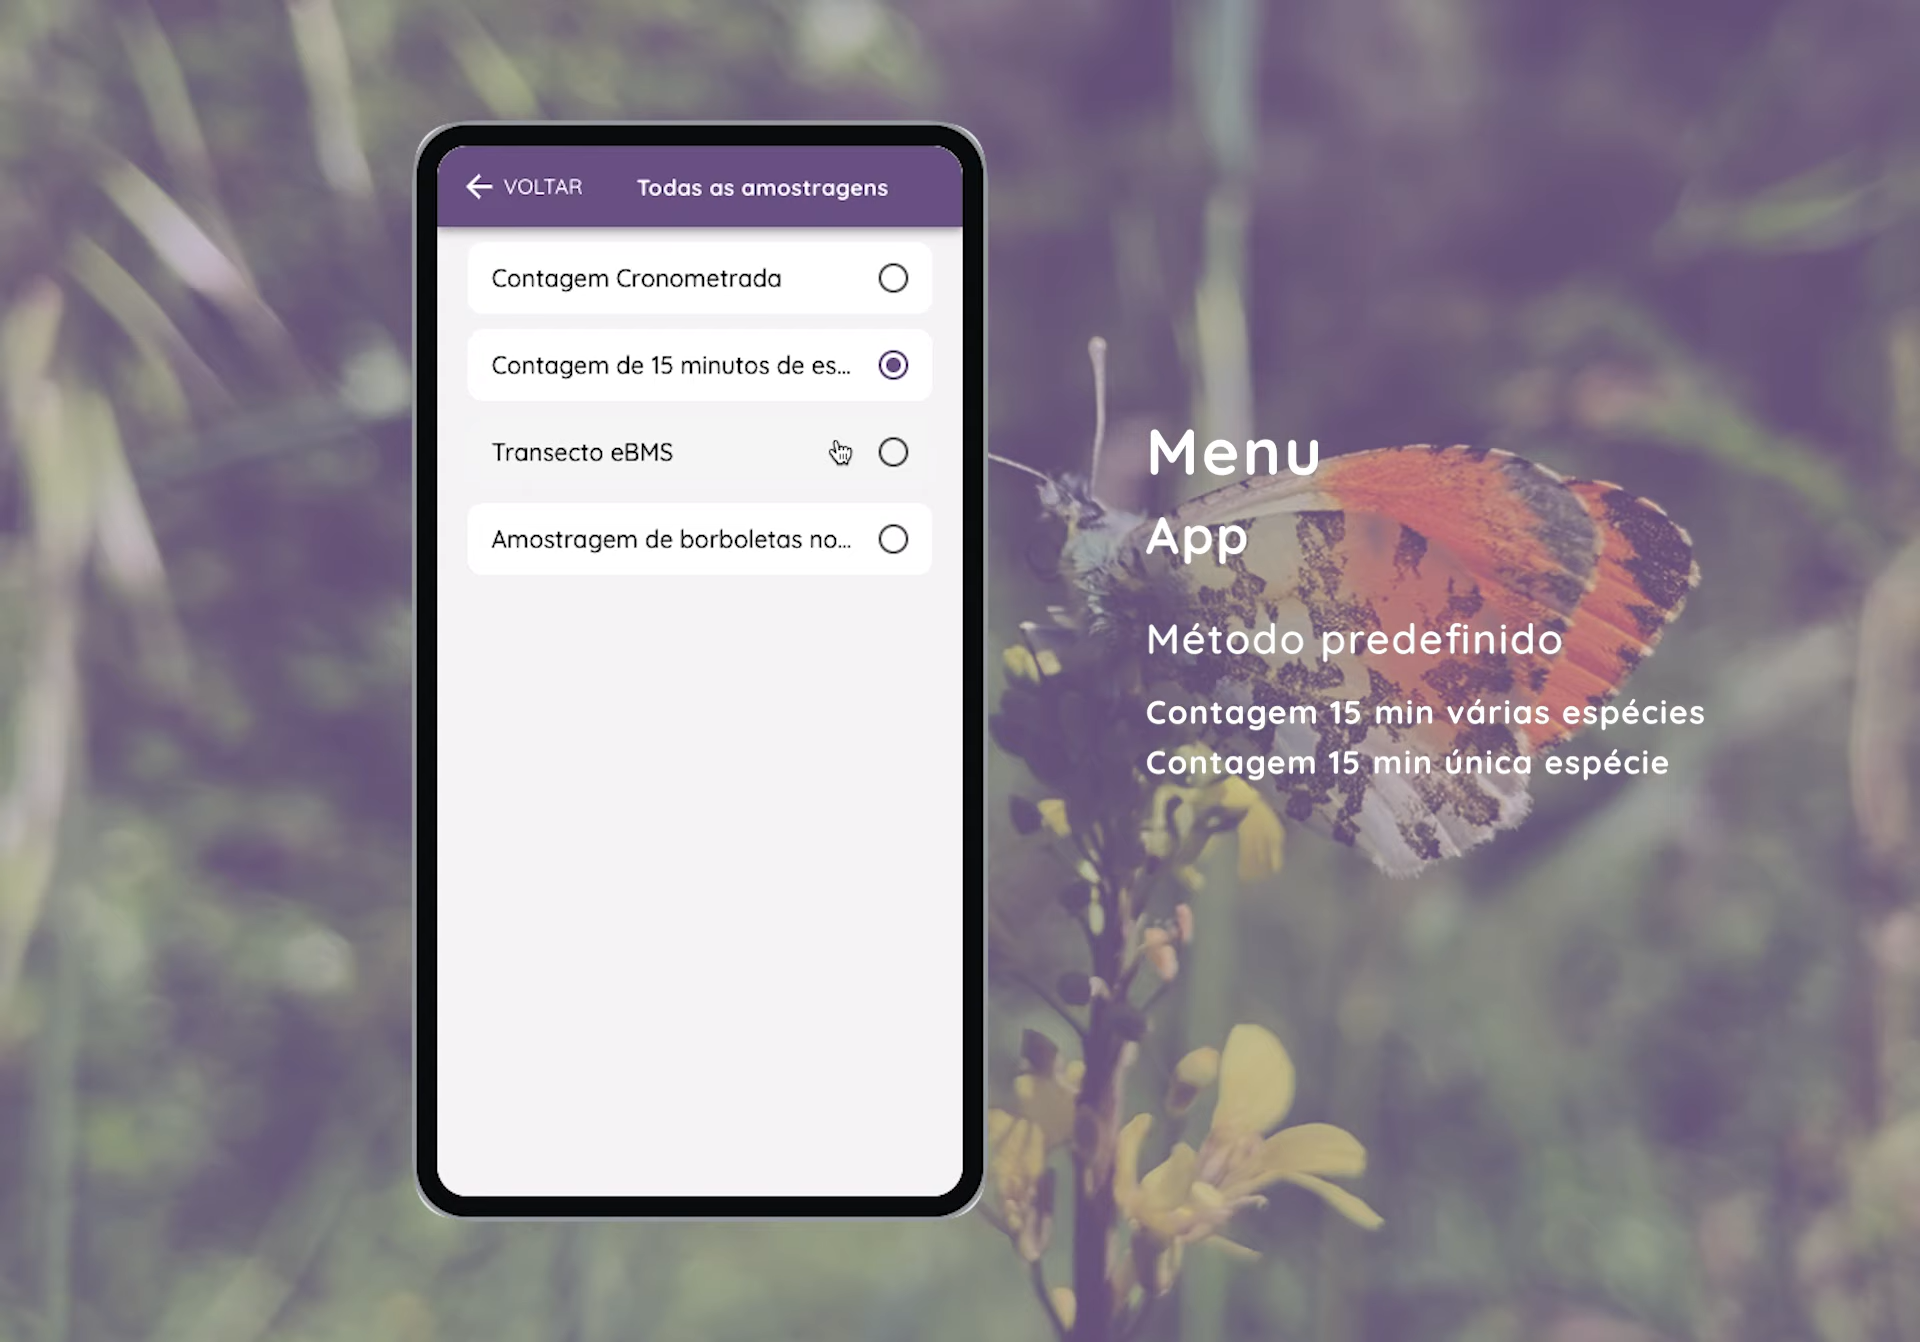 VOLTAR
Todas as amostragens
Contagem Cronometrada
Contagem de 15 minutos de es...
Transecto eBMS
Amostragem de borboletas no...
Menu
App
Método predefinido
Contagem 15 min várias espécies
Contagem 15 min única espécie